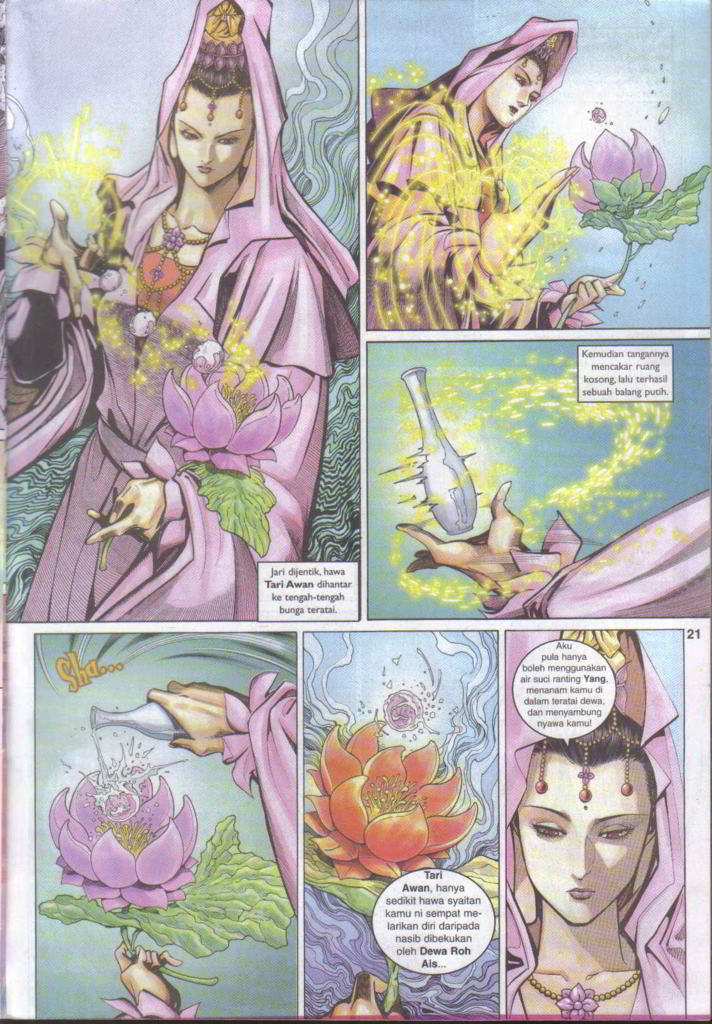 Jari dijentik, hawa
Tari Awan dihantar
ke tengah-tengah
bunga teratai.
Kemudian tangannya
mencakar ruang
kosong, lalu terhasil
sebuah balang putih.
21
Sha...
Tari
Awan, hanya
sedikit hawa syaitan
kamu ni sempat me-
larikan diri daripada
nasib dibekukan
oleh Dewa Roh
Ais...
Aku
pula hanya
boleh menggunakan
air suci ranting Yang,
menanam kamu di
dalam teratai dewa,
dan menyambung
nyawa kamu!